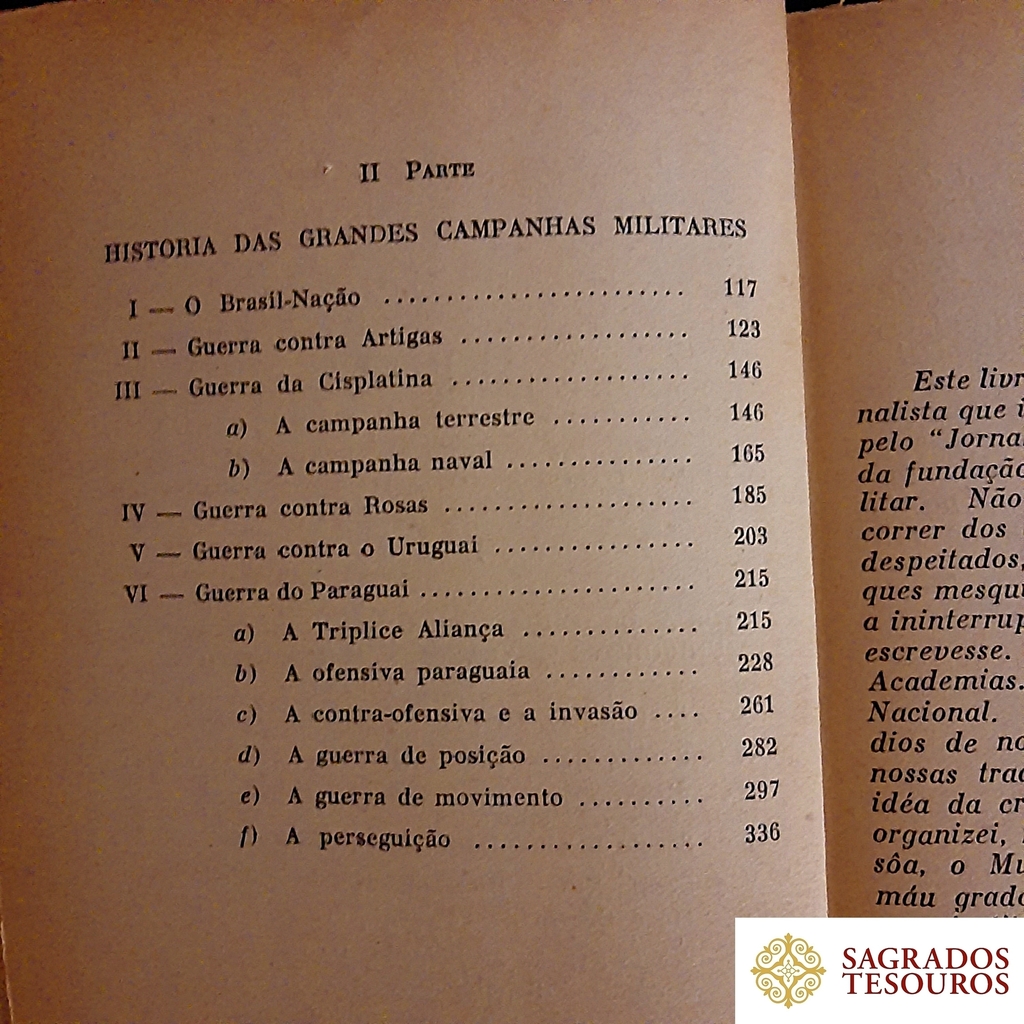 II PARTE
HISTORIA DAS GRANDES CAMPANHAS MILITARES
I — O Brasil-Nação ........................ 117
II — Guerra contra Artigas ................... 123
III — Guerra da Cisplatina .................... 146
a) A campanha terrestre ........... 146
b) A campanha naval ............... 165
IV — Guerra contra Rosas ..................... 185
V — Guerra contra o Uruguai ................. 203
VI — Guerra do Paraguai ....................... 215
a) A Triplice Aliança ............... 215
b) A ofensiva paraguaia ............. 228
c) A contra-ofensiva e a invasão .... 261
d) A guerra de posição .............. 282
e) A guerra de movimento ........... 297
f) A perseguição .................... 336
Este
nalista que
pelo "Jorna
da fundação
litar. Não
correr dos
despeitados,
ques
a
escrevesse.
Academias.
Nacional.
dios de
nossas
idéa da
organizei,
sôa, o
máu
SAGRADOS
TESOUROS